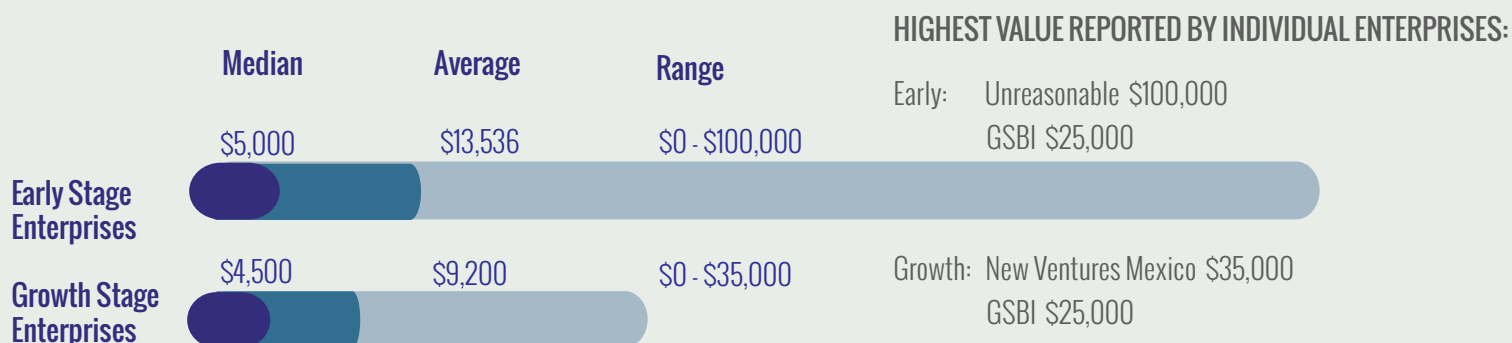 HIGHEST VALUE REPORTED BY INDIVIDUAL ENTERPRISES:
Median Average Range
Early: Unreasonable $100,000
GSBI $25,000
$5,000 $13,536 $0 - $100,000
Early Stage
Enterprises
$4,500 $9,200 $0 - $35,000
Growth: New Ventures Mexico $35,000
GSBI $25,000
Growth Stage
Enterprises